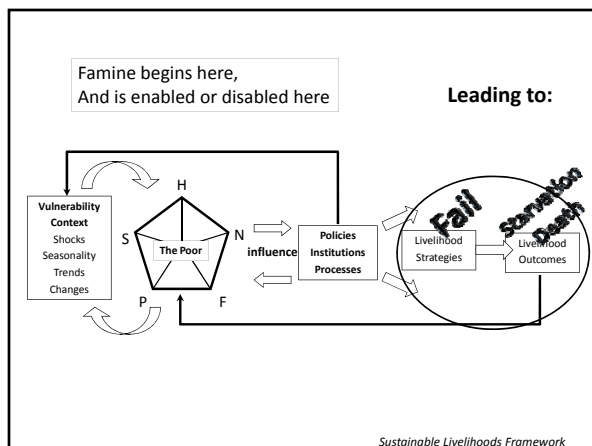 Famine begins here,
And is enabled or disabled here
Leading to:
Vulnerability
Context
Shocks
Seasonality
Trends
Changes
H
S
N
The Poor
P
F
influence
Policies
Institutions
Processes
Fail
Livelihood
Strategies
Starvation
Death
Livelihood
Outcomes
Sustainable Livelihoods Framework